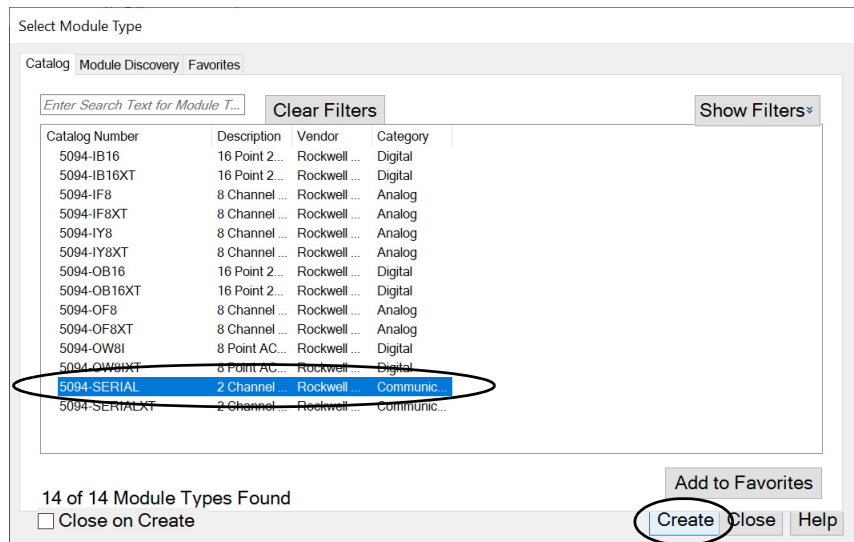 Select Module Type
Catalog Module Discovery Favorites
Enter Search Text for Module T... Clear Filters Show Filters
Catalog Number Description Vendor Category
5094-IB16 16 Point 2... Rockwell ... Digital
5094-IB16XT 16 Point 2... Rockwell ... Digital
5094-IF8 8 Channel ... Rockwell ... Analog
5094-IF8XT 8 Channel ... Rockwell ... Analog
5094-IY8 8 Channel ... Rockwell ... Analog
5094-IY8XT 8 Channel ... Rockwell ... Analog
5094-OB16 16 Point 2... Rockwell ... Digital
5094-OB16XT 16 Point 2... Rockwell ... Digital
5094-OF8 8 Channel ... Rockwell ... Analog
5094-OF8XT 8 Channel ... Rockwell ... Analog
5094-OW8I 8 Point AC... Rockwell ... Digital
5094-OW8IXT 8 Point AC... Rockwell ... Digital
5094-SERIAL 2 Channel ... Rockwell ... Communic...
5094-SERIALXT 2 Channel ... Rockwell ... Communic...
Add to Favorites
14 of 14 Module Types Found
Close on Create Create Close Help